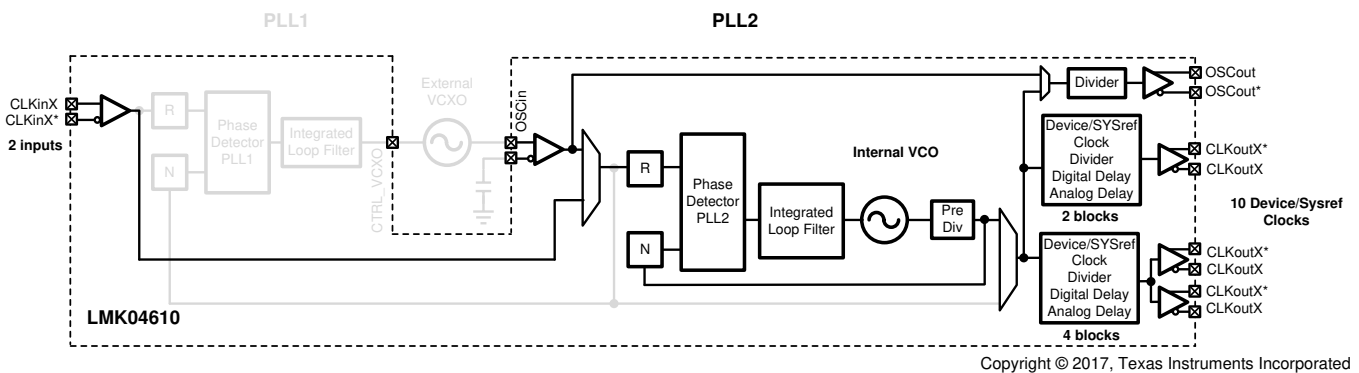 PLL1
PLL2
CLKinX
CLKinX*
2 inputs
R
N
Phase
Detector
PLL1
Integrated
Loop Filter
CTRL_VCXO
External
VCXO
OSCin
R
N
Phase
Detector
PLL2
Integrated
Loop Filter
Internal VCO
Pre
Div
Divider
OSCout
OSCout*
Device/SYSref
Clock
Divider
Digital Delay
Analog Delay
2 blocks
CLKoutX*
CLKoutX
10 Device/Sysref
Clocks
Device/SYSref
Clock
Divider
Digital Delay
Analog Delay
4 blocks
CLKoutX*
CLKoutX
CLKoutX*
CLKoutX
LMK04610
Copyright © 2017, Texas Instruments Incorporated